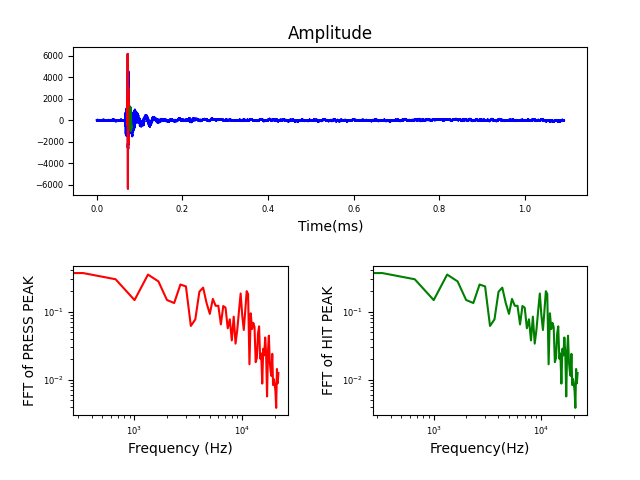 Amplitude
6000
4000
2000
0
−2000
−4000
−6000
0.0 0.2 0.4 0.6 0.8 1.0
Time(ms)
FFT of PRESS PEAK
10⁻¹
10⁻²
10³ 10⁴
Frequency (Hz)
FFT of HIT PEAK
10⁻¹
10⁻²
10³ 10⁴
Frequency(Hz)